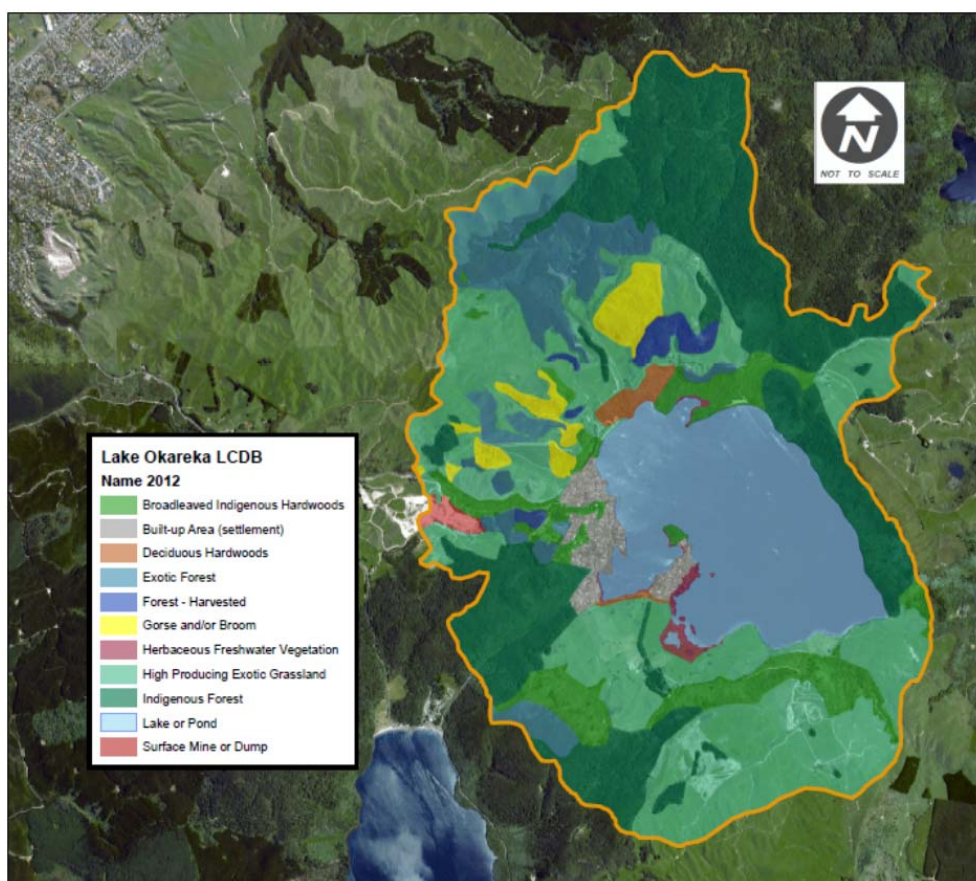 N
NOT TO SCALE
Lake Okareka LCDB
Name 2012
Broadleaved Indigenous Hardwoods
Built-up Area (settlement)
Deciduous Hardwoods
Exotic Forest
Forest - Harvested
Gorse and/or Broom
Herbaceous Freshwater Vegetation
High Producing Exotic Grassland
Indigenous Forest
Lake or Pond
Surface Mine or Dump